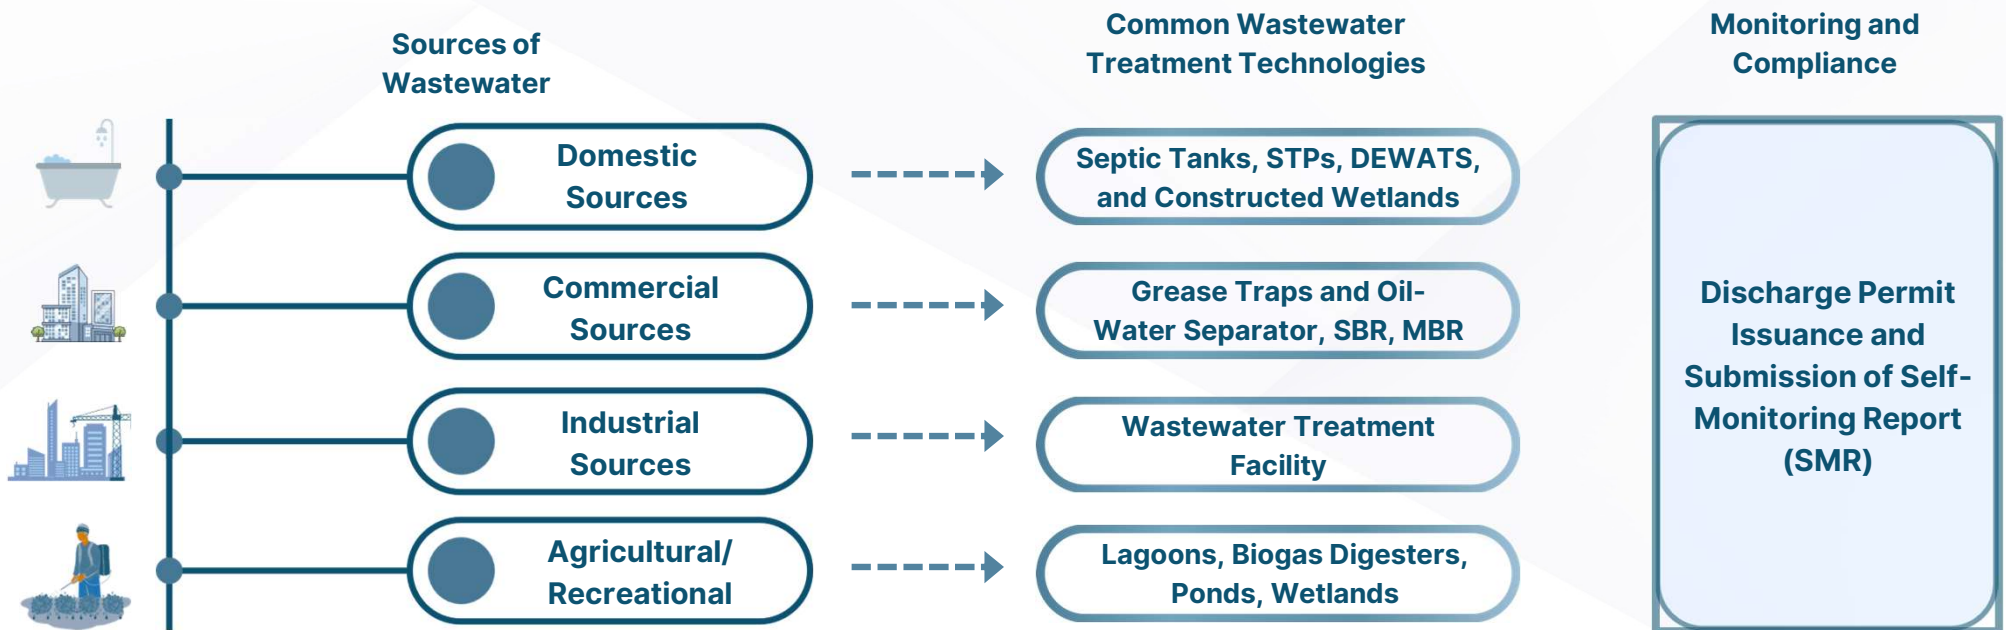 Sources of
Wastewater
Common Wastewater
Treatment Technologies
Monitoring and
Compliance
Domestic
Sources
Septic Tanks, STPs, DEWATS,
and Constructed Wetlands
Commercial
Sources
Grease Traps and Oil-
Water Separator, SBR, MBR
Industrial
Sources
Wastewater Treatment
Facility
Agricultural/
Recreational
Lagoons, Biogas Digesters,
Ponds, Wetlands
Discharge Permit
Issuance and
Submission of Self-
Monitoring Report
(SMR)